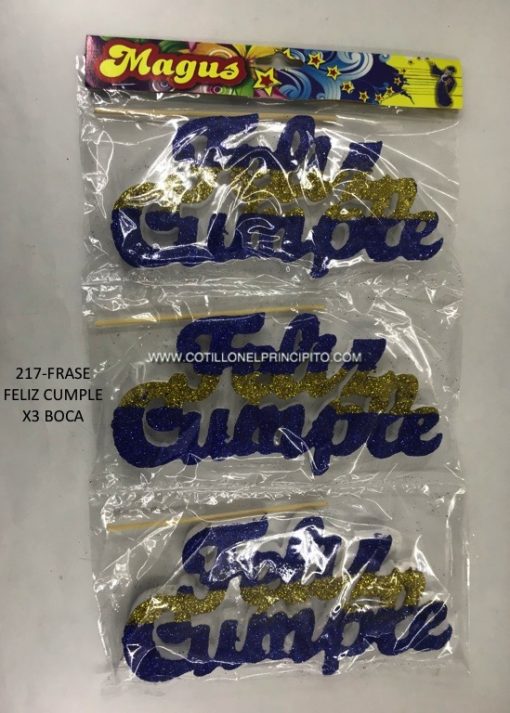 Magus
Feliz
Cumple
WWW.COTILLONELPRINCIPITO.COM
Feliz
Cumple
217-FRASE
FELIZ CUMPLE
X3 BOCA
Feliz
Cumple